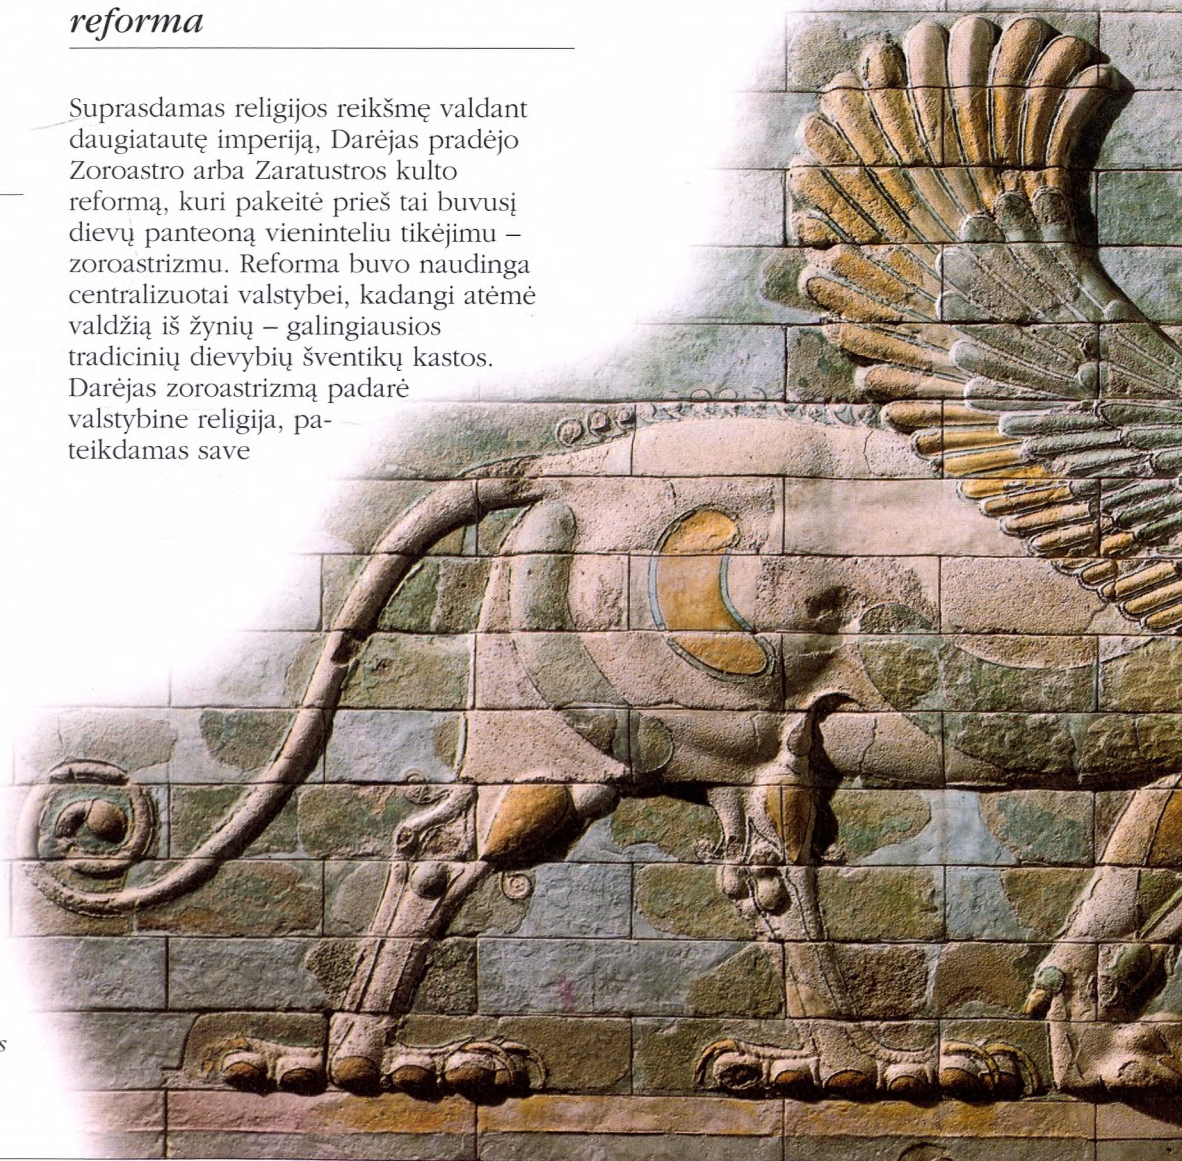 reforma
Suprasdamas religijos reikšmę valdant
daugiatautę imperiją, Darėjas pradėjo
Zoroastro arba Zaratustros kulto
reformą, kuri pakeitė prieš tai buvusį
dievų panteoną vieninteliu tikėjimu –
zoroastrizmu. Reforma buvo naudinga
centralizuotai valstybei, kadangi atėmė
valdžią iš žynių – galingiausios
tradicinių dievybių šventikų kastos.
Darėjas zoroastrizmą padarė
valstybine religija, pa-
teikdamas save
s